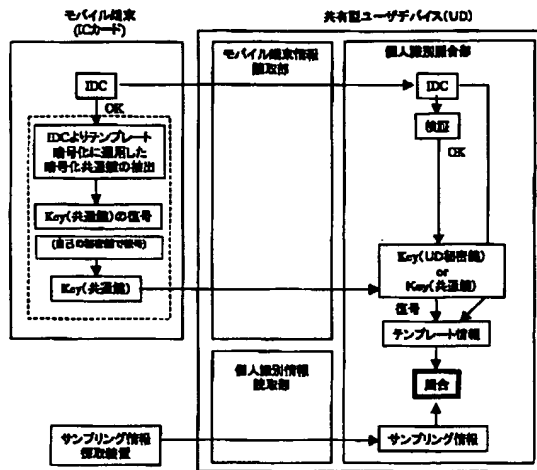 モバイル端末
(ICカード)
共有型ユーザデバイス(UD)
モバイル端末情報
読取部
個人識別照合部
IDC
OK
IDCよりテンプレート
暗号化に適用した
暗号化共通鍵の抽出
Key(共通鍵)の復号
(自己の秘密鍵で復号)
Key(共通鍵)
IDC
検証
OK
Key(UD秘密鍵)
or
Key(共通鍵)
復号
テンプレート情報
照合
個人識別情報
読取部
サンプリング情報
採取装置
サンプリング情報